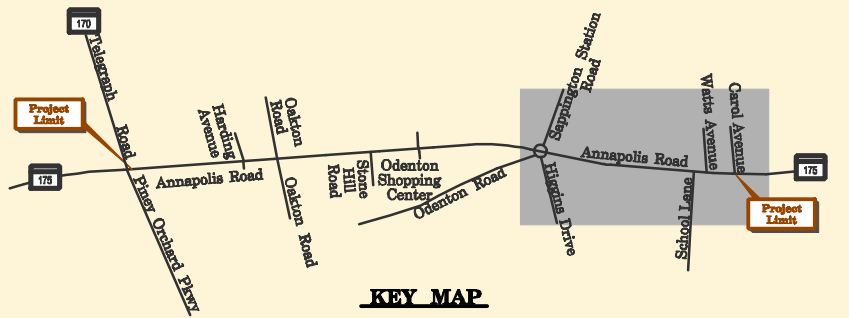 170
Telegraph Road
Project
Limit
175
Annapolis Road
Piney Orchard Pkwy
Harding
Avenue
Oakton
Road
Oakton Road
Stone
Hill
Road
Odenton
Shopping
Center
Odenton Road
Sappington Station
Road
Higgins Drive
Annapolis Road
Watts Avenue
Carol Avenue
School Lane
175
Project
Limit
KEY MAP